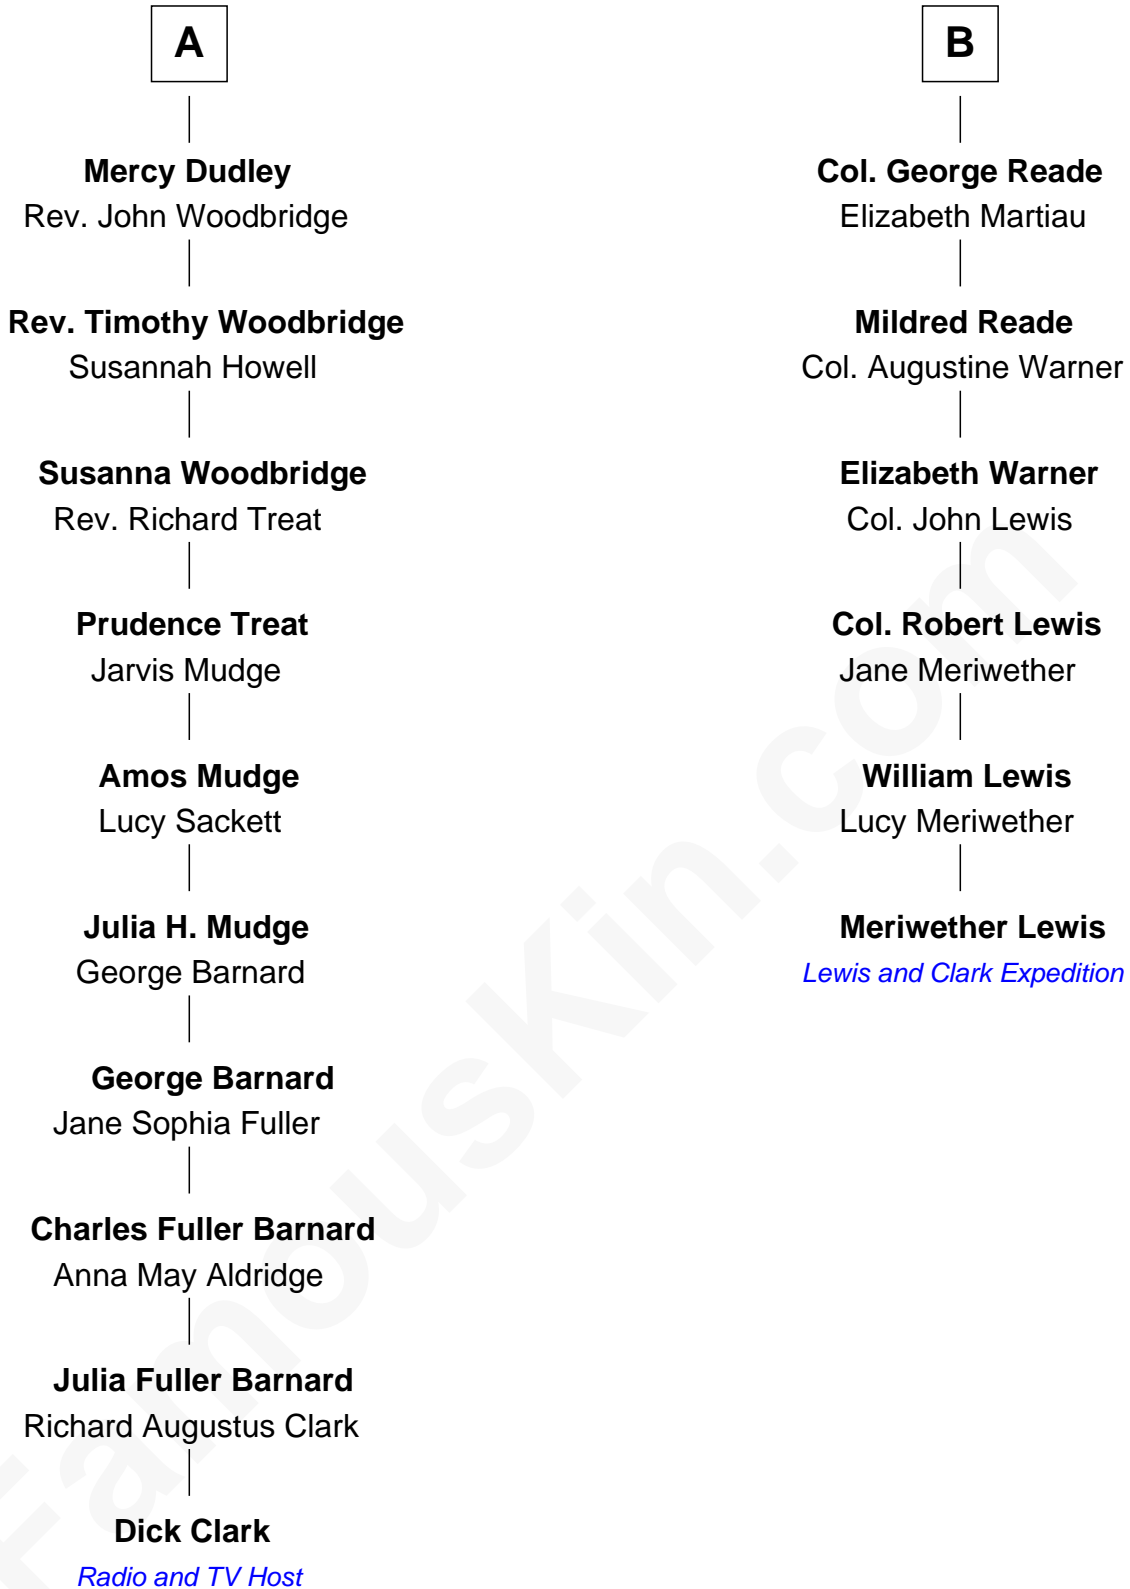 A
Mercy Dudley
Rev. John Woodbridge
Rev. Timothy Woodbridge
Susannah Howell
Susanna Woodbridge
Rev. Richard Treat
Prudence Treat
Jarvis Mudge
Amos Mudge
Lucy Sackett
Julia H. Mudge
George Barnard
George Barnard
Jane Sophia Fuller
Charles Fuller Barnard
Anna May Aldridge
Julia Fuller Barnard
Richard Augustus Clark
Dick Clark
Radio and TV Host
B
Col. George Reade
Elizabeth Martiau
Mildred Reade
Col. Augustine Warner
Elizabeth Warner
Col. John Lewis
Col. Robert Lewis
Jane Meriwether
William Lewis
Lucy Meriwether
Meriwether Lewis
Lewis and Clark Expedition
FamousKin.com